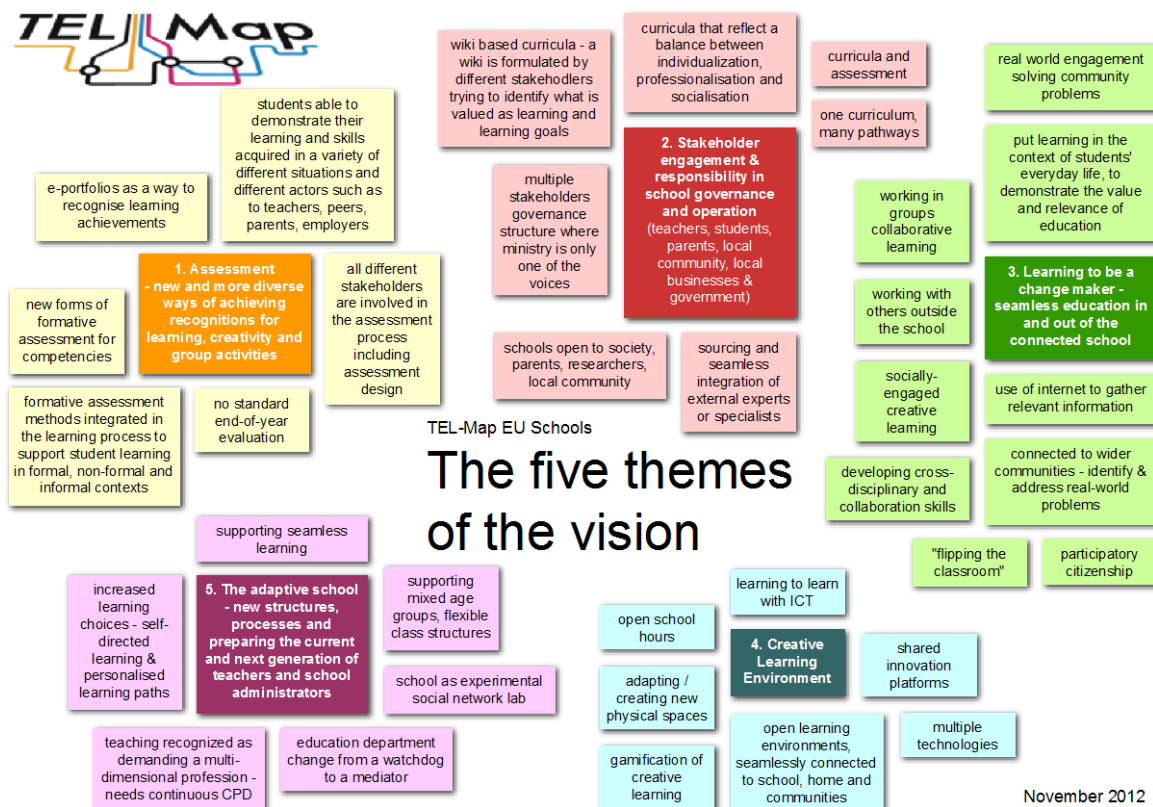 TEL Map
students able to
demonstrate their
learning and skills
acquired in a variety of
different situations and
different actors such as
to teachers, peers,
parents, employers
e-portfolios as a way to
recognise learning
achievements
1. Assessment
- new and more diverse
ways of achieving
recognitions for
learning, creativity and
group activities
all different
stakeholders
are involved in
the assessment
process
including
assessment
design
new forms of
formative
assessment for
competencies
formative assessment
methods integrated in
the learning process to
support student learning
in formal, non-formal and
informal contexts
no standard
end-of-year
evaluation
wiki based curricula - a
wiki is formulated by
different stakehodlers
trying to identify what is
valued as learning and
learning goals
curricula that reflect a
balance between
individualization,
professionalisation and
socialisation
curricula and
assessment
one curriculum,
many pathways
multiple
stakeholders
governance
structure where
ministry is only
one of the
voices
2. Stakeholder
engagement &
responsibility in
school governance
and operation
(teachers, students,
parents, local
community, local
businesses &
government)
schools open to society,
parents, researchers,
local community
sourcing and
seamless
integration of
external experts
or specialists
real world engagement
solving community
problems
put learning in the
context of students'
everyday life, to
demonstrate the value
and relevance of
education
working in
groups
collaborative
learning
working with
others outside
the school
3. Learning to be a
change maker -
seamless education in
and out of the
connected school
socially-
engaged
creative
learning
use of internet to gather
relevant information
developing cross-
disciplinary and
collaboration skills
connected to wider
communities - identify &
address real-world
problems
"flipping the
classroom"
participatory
citizenship
TEL-Map EU Schools
The five themes
of the vision
supporting seamless
learning
increased
learning
choices - self-
directed
learning &
personalised
learning paths
5. The adaptive school
- new structures,
processes and
preparing the current
and next generation of
teachers and school
administrators
supporting
mixed age
groups, flexible
class structures
school as experimental
social network lab
teaching recognized as
demanding a multi-
dimensional profession -
needs continuous CPD
education department
change from a watchdog
to a mediator
learning to learn
with ICT
open school
hours
4. Creative
Learning
Environment
shared
innovation
platforms
adapting /
creating new
physical spaces
multiple
technologies
gamification of
creative
learning
open learning
environments,
seamlessly connected
to school, home and
communities
November 2012